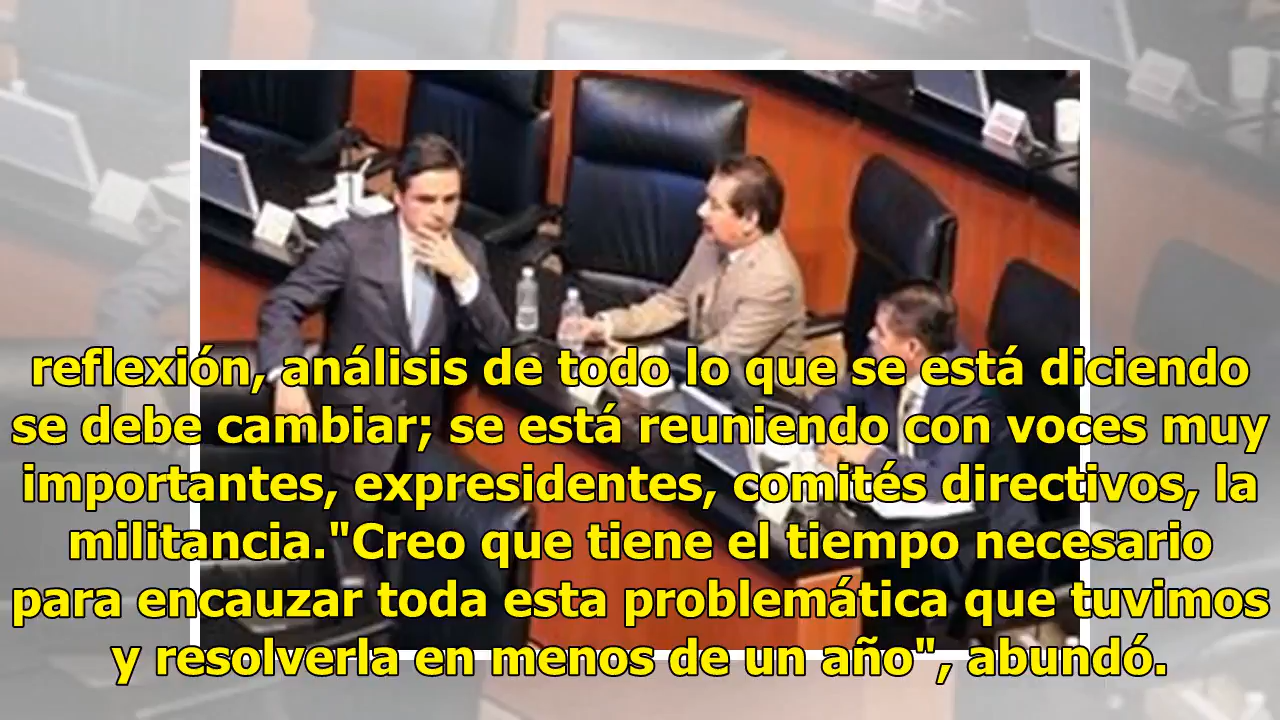 reflexión, análisis de todo lo que se está diciendo
se debe cambiar; se está reuniendo con voces muy
importantes, expresidentes, comités directivos, la
militancia."Creo que tiene el tiempo necesario
para encauzar toda esta problemática que tuvimos
y resolverla en menos de un año", abundó.